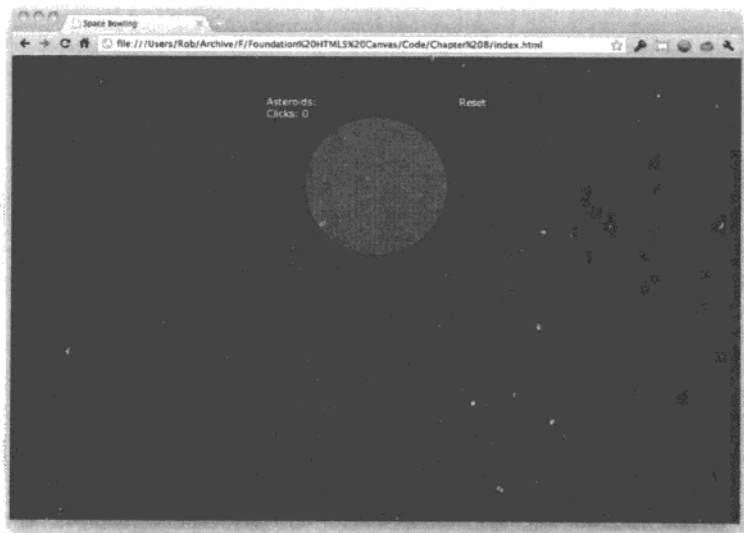 Space Bowling
file:///Users/Rob/Archive/F/Foundation%20HTML5%20Canvas/Code/Chapter%208/index.html
Asteroids:
Reset
Clicks: 0